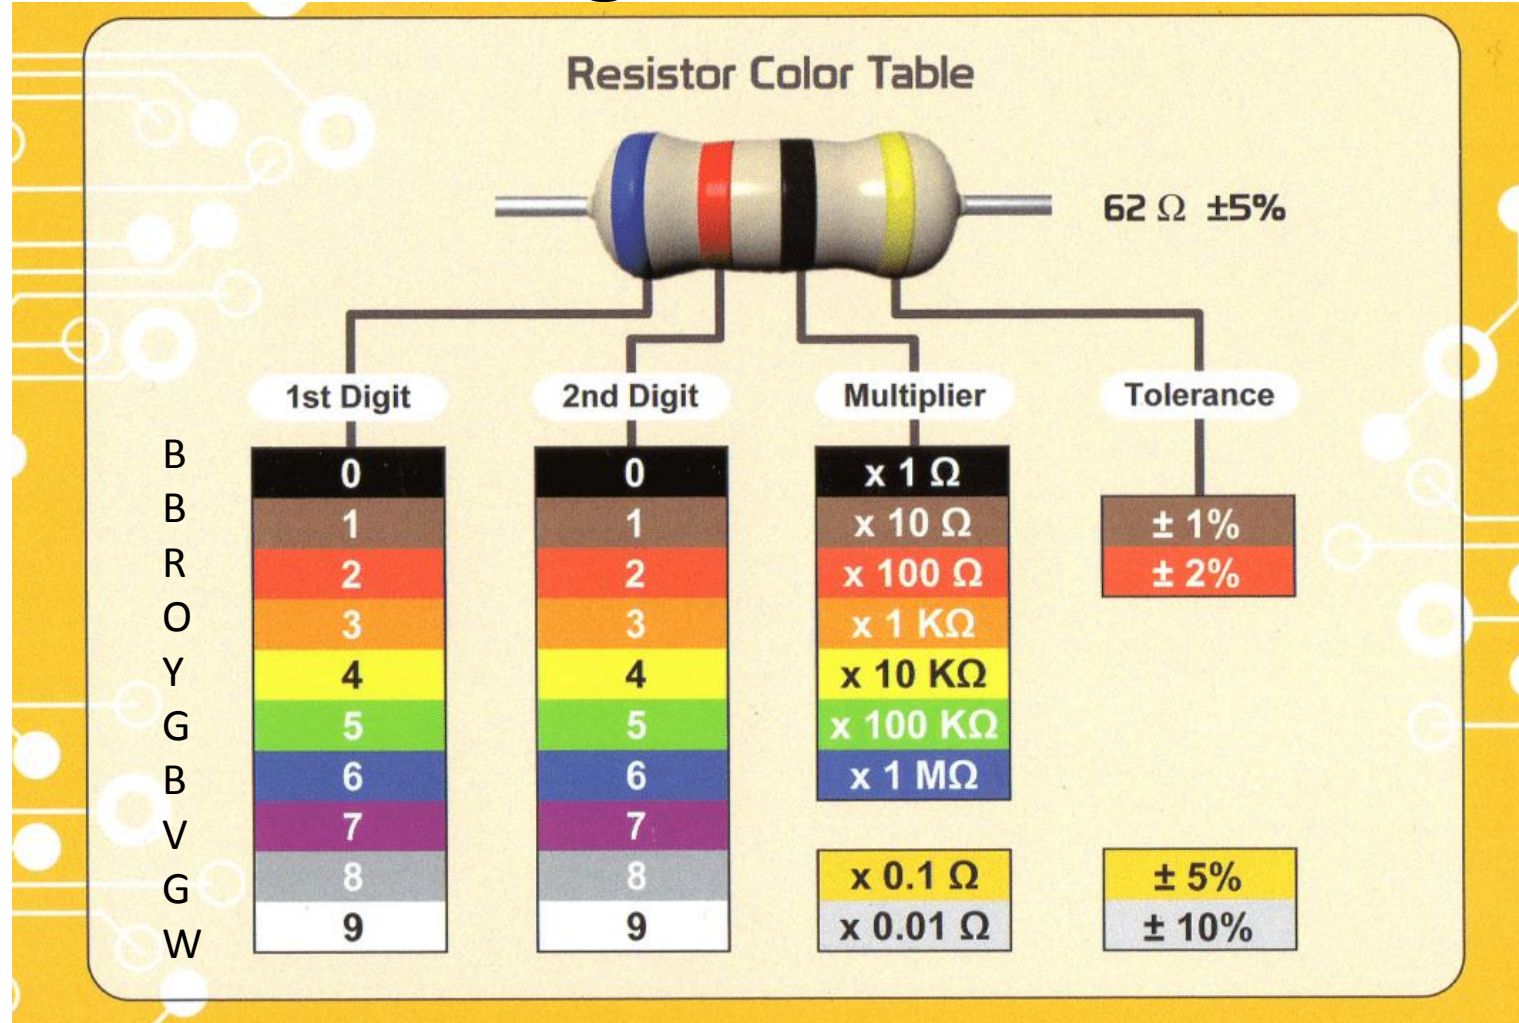 Resistor Color Table
62 Ω ±5%
1st Digit 2nd Digit Multiplier Tolerance
B 0 0 x 1 Ω
B 1 1 x 10 Ω ± 1%
R 2 2 x 100 Ω ± 2%
O 3 3 x 1 KΩ
Y 4 4 x 10 KΩ
G 5 5 x 100 KΩ
B 6 6 x 1 MΩ
V 7 7
G 8 8 x 0.1 Ω ± 5%
W 9 9 x 0.01 Ω ± 10%